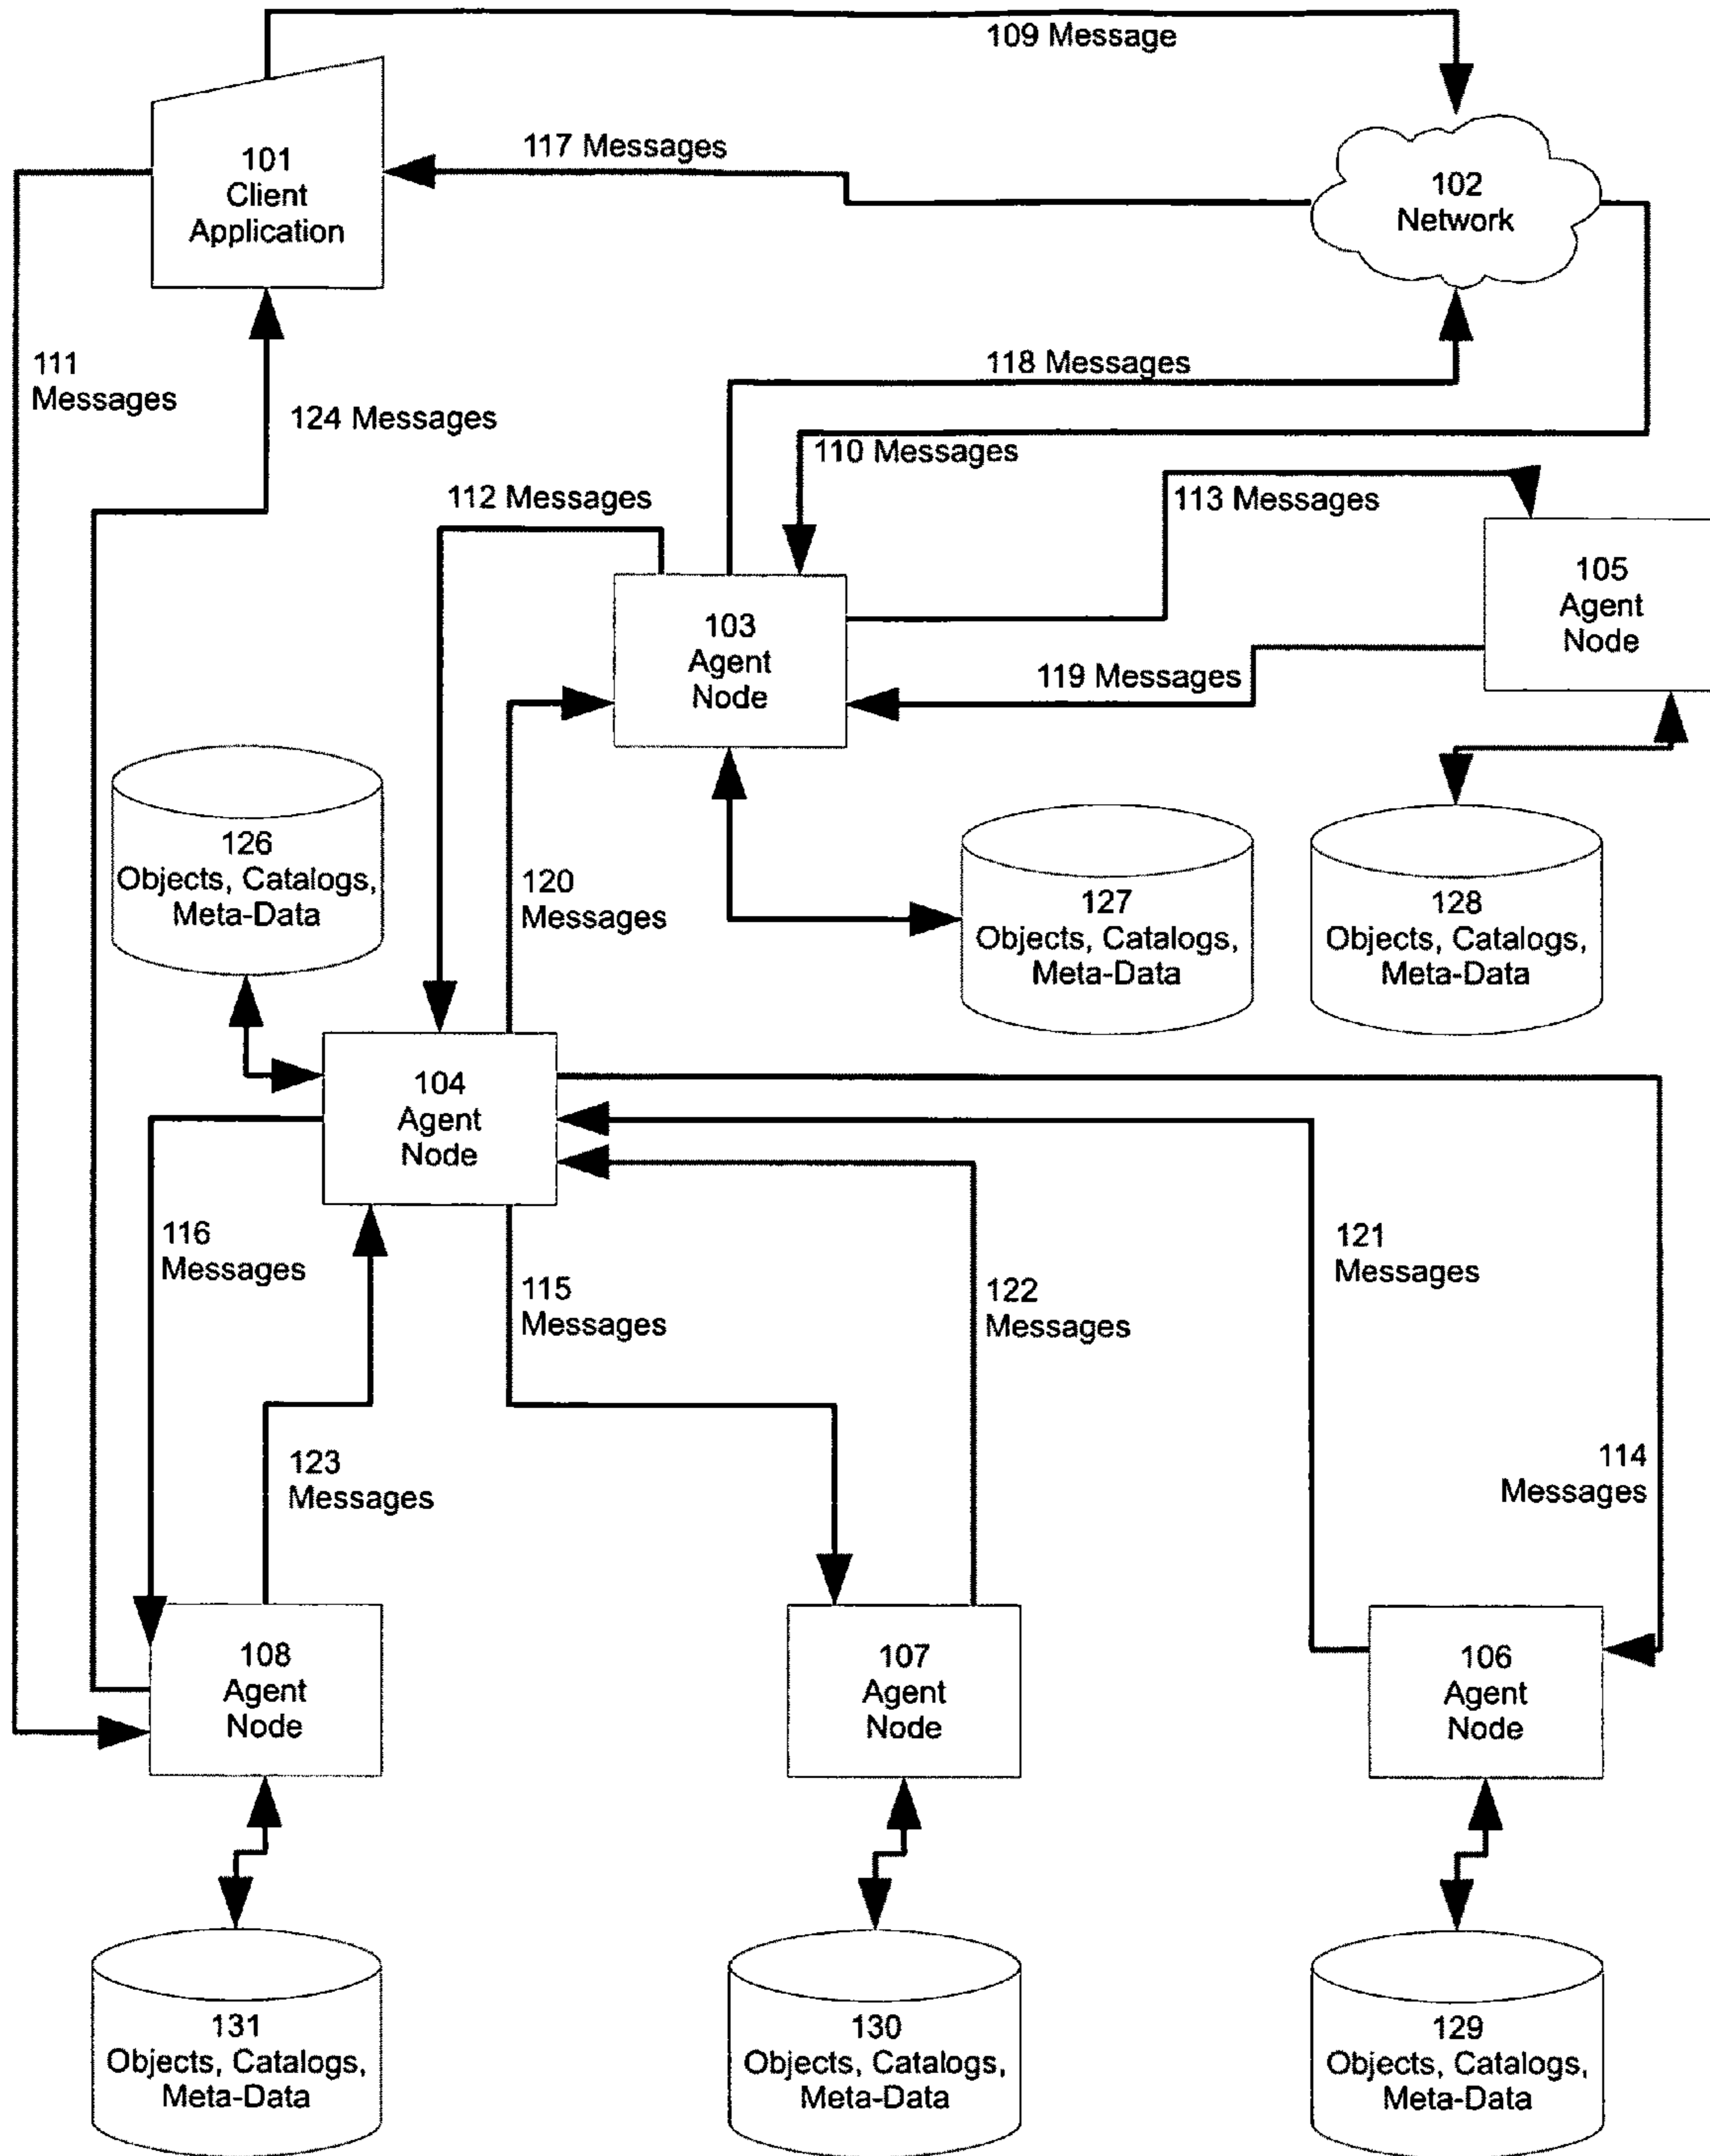 109 Message
101
Client
Application
117 Messages
102
Network
111
Messages
124 Messages
118 Messages
110 Messages
112 Messages
113 Messages
103
Agent
Node
105
Agent
Node
119 Messages
126
Objects, Catalogs,
Meta-Data
120
Messages
127
Objects, Catalogs,
Meta-Data
128
Objects, Catalogs,
Meta-Data
104
Agent
Node
116
Messages
115
Messages
122
Messages
121
Messages
123
Messages
114
Messages
108
Agent
Node
107
Agent
Node
106
Agent
Node
131
Objects, Catalogs,
Meta-Data
130
Objects, Catalogs,
Meta-Data
129
Objects, Catalogs,
Meta-Data